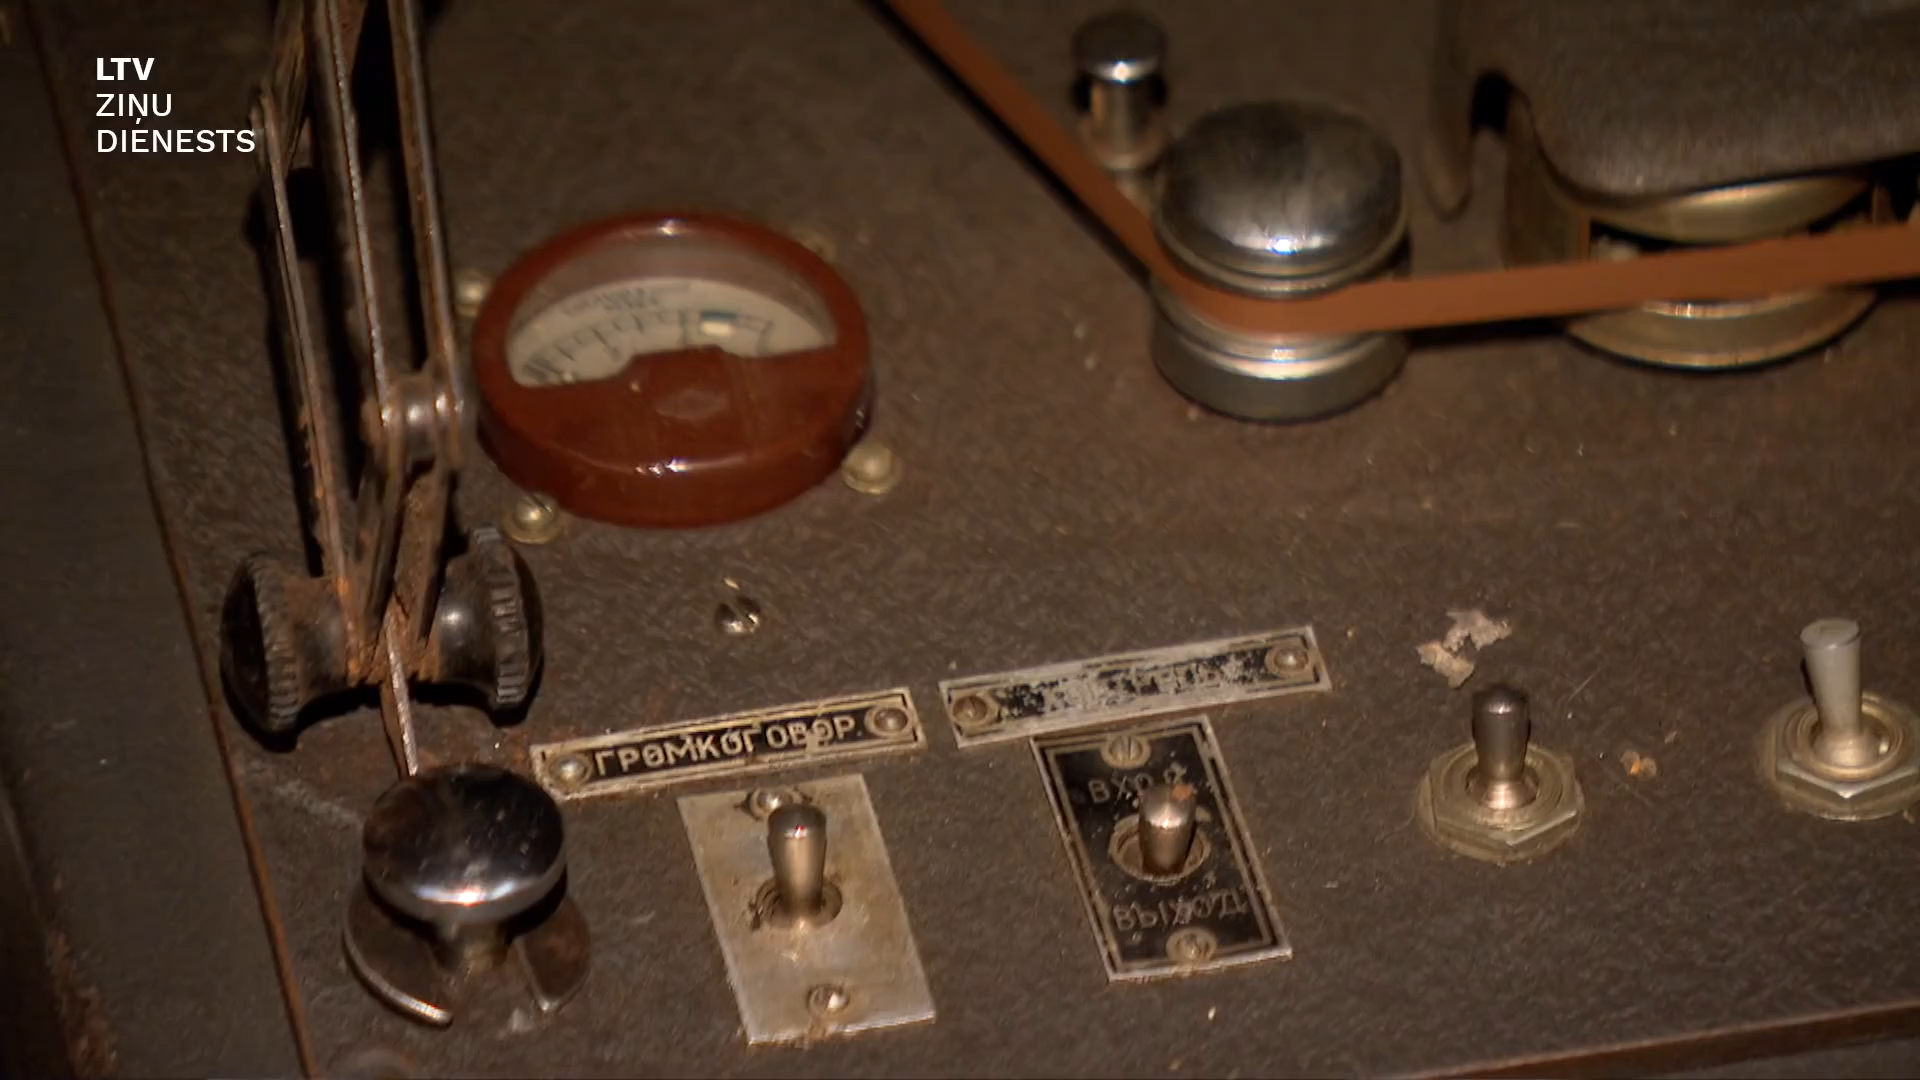 LTV
ZIŅU
DIENESTS
ГРОМКОГОВОР.
ВХОД
ВЫХОД